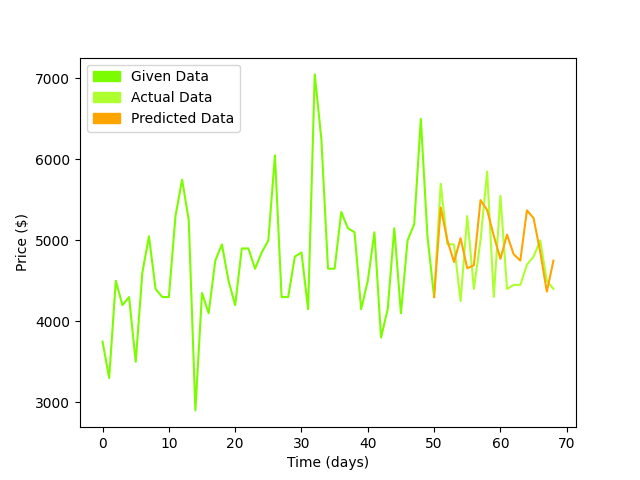 Given Data
Actual Data
Predicted Data
7000
6000
5000
4000
3000
Price ($)
0 10 20 30 40 50 60 70
Time (days)